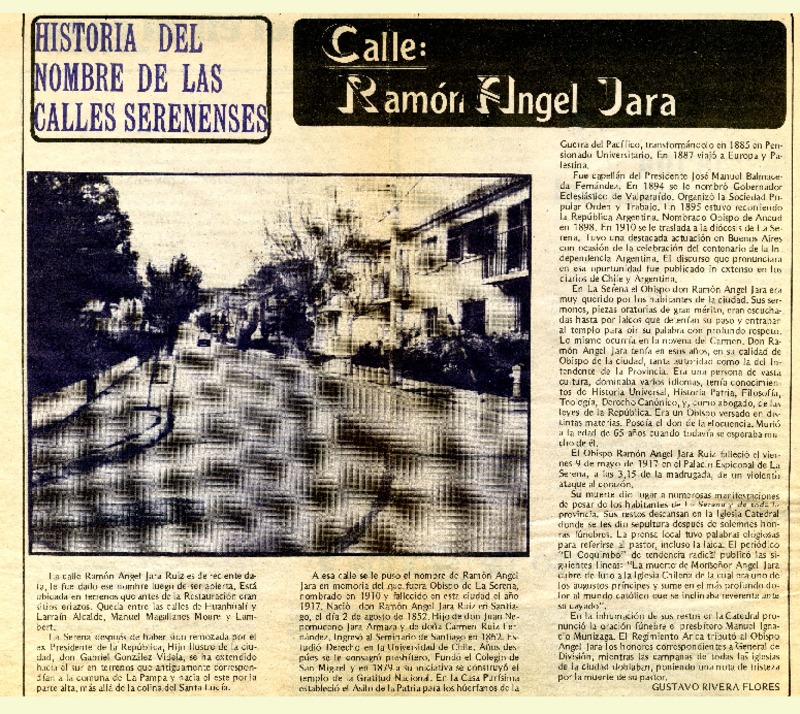 HISTORIA DEL
NOMBRE DE LAS
CALLES SERENENSES
Calle:
Ramón Angel Jara
La calle Ramón Angel Jara Ruiz es de reciente da-
ta, le fue dado ese nombre luego de ser abierta. Está
ubicada en terrenos que antes de la Restauración eran
sitios eriazos. Queda entre las calles de Huanhualí y
Larraín Alcalde, Manuel Magallanes Moure y Lam-
bert.
La Serena después de haber sido remozada por el
ex Presidente de la República, Hijo Ilustre de la ciu-
dad, don Gabriel González Videla, se ha extendido
hacia el sur en terrenos que antiguamente correspon-
dían a la comuna de La Pampa y hacia el este por la
parte alta, más allá de la colina del Santa Lucía.
A esa calle se le puso el nombre de Ramón Angel
Jara en memoria del que fuera Obispo de La Serena,
nombrado en 1910 y fallecido en esta ciudad el año
1917. Nació don Ramón Angel Jara Ruiz en Santia-
go, el día 2 de agosto de 1852. Hijo de don Juan Ne-
pomuceno Jara Armara y de doña Carmen Ruiz Fer-
nández. Ingresó al Seminario de Santiago en 1862. Es-
tudió Derecho en la Universidad de Chile. Años des-
pués se le consagró presbítero. Fundó el Colegio de
San Miguel y en 1879 a su iniciativa se construyó el
templo de la Gratitud Nacional. En la Casa Purísima
estableció el Asilo de la Patria para los huérfanos de la
Guerra del Pacífico, transformándolo en 1885 en Pen-
sionado Universitario. En 1887 viajó a Europa y Pa-
lestina.
Fue capellán del Presidente José Manuel Balmace-
da Fernández. En 1894 se le nombró Gobernador
Eclesiástico de Valparaíso. Organizó la Sociedad Po-
pular Orden y Trabajo. En 1895 estuvo recorriendo
la República Argentina. Nombrado Obispo de Ancud
en 1898. En 1910 se le traslada a la diócesis de La Se-
rena. Tuvo una destacada actuación en Buenos Aires
con ocasión de la celebración del centenario de la In-
dependencia Argentina. El discurso que pronunciara
en esa oportunidad fue publicado in extenso en los
diarios de Chile y Argentina.
En La Serena el Obispo don Ramón Angel Jara era
muy querido por los habitantes de la ciudad. Sus ser-
mones, piezas oratorias de gran mérito, eran escucha-
das hasta por laicos que detenían su paso y entraban
al templo para oír su palabra con profundo respeto.
Lo mismo ocurría en la novena del Carmen. Don Ra-
món Angel Jara tenía en esos años, en su calidad de
Obispo de la ciudad, tanta autoridad como la del In-
tendente de la Provincia. Era una persona de vasta
cultura, dominaba varios idiomas, tenía conocimien-
tos de Historia Universal, Historia Patria, Filosofía,
Teología, Derecho Canónico, y, como abogado, de las
leyes de la República. Era un Obispo versado en dis-
tintas materias. Poseía el don de la elocuencia. Murió
a la edad de 65 años cuando todavía se esperaba mu-
cho de él.
El Obispo Ramón Angel Jara Ruiz falleció el vier-
nes 9 de mayo de 1917 en el Palacio Espicopal de La
Serena, a las 3,15 de la madrugada, de un violento
ataque al corazón.
Su muerte dio lugar a numerosas manifestaciones
de pesar de los habitantes de La Serena y de toda la
provincia. Sus restos descansan en la Iglesia Catedral
donde se les dio sepultura después de solemnes hon-
ras fúnebres. La prensa local tuvo palabras elogiosas
para referirse al pastor, incluso la laica. El periódico
"El Coquimbo" de tendencia radical publicó las si-
guientes líneas: "La muerte de Monseñor Angel Jara
cubre de luto a la Iglesia Chilena de la cual era uno de
los augustos príncipes y sume en el más profundo do-
lor al mundo católico que se inclinaba reverente ante
su cayado".
En la inhumación de sus restos en la Catedral pro-
nunció la oración fúnebre el presbítero Manuel Igna-
cio Munizaga. El Regimiento Arica tributó al Obispo
Angel Jara los honores correspondientes a General de
División, mientras las campanas de todas las iglesias
de la ciudad doblaban, poniendo una nota de tristeza
por la muerte de su pastor.
GUSTAVO RIVERA FLORES